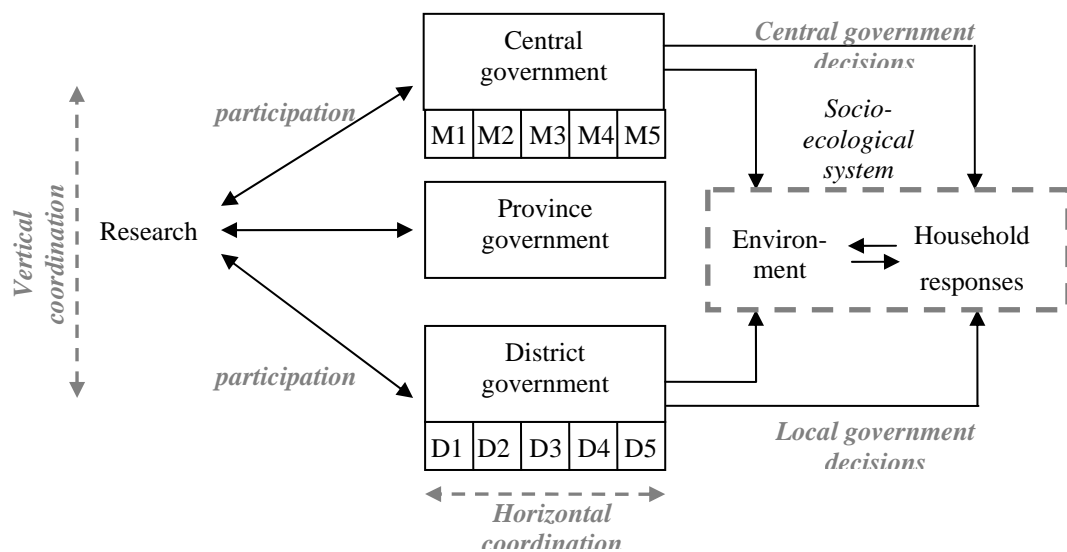 Central
government
M1 M2 M3 M4 M5
Central government
decisions
participation
Socio-
ecological
system
Vertical
coordination
Research
Province
government
Environ-
ment
Household
responses
District
government
participation
D1 D2 D3 D4 D5
Local government
decisions
Horizontal
coordination